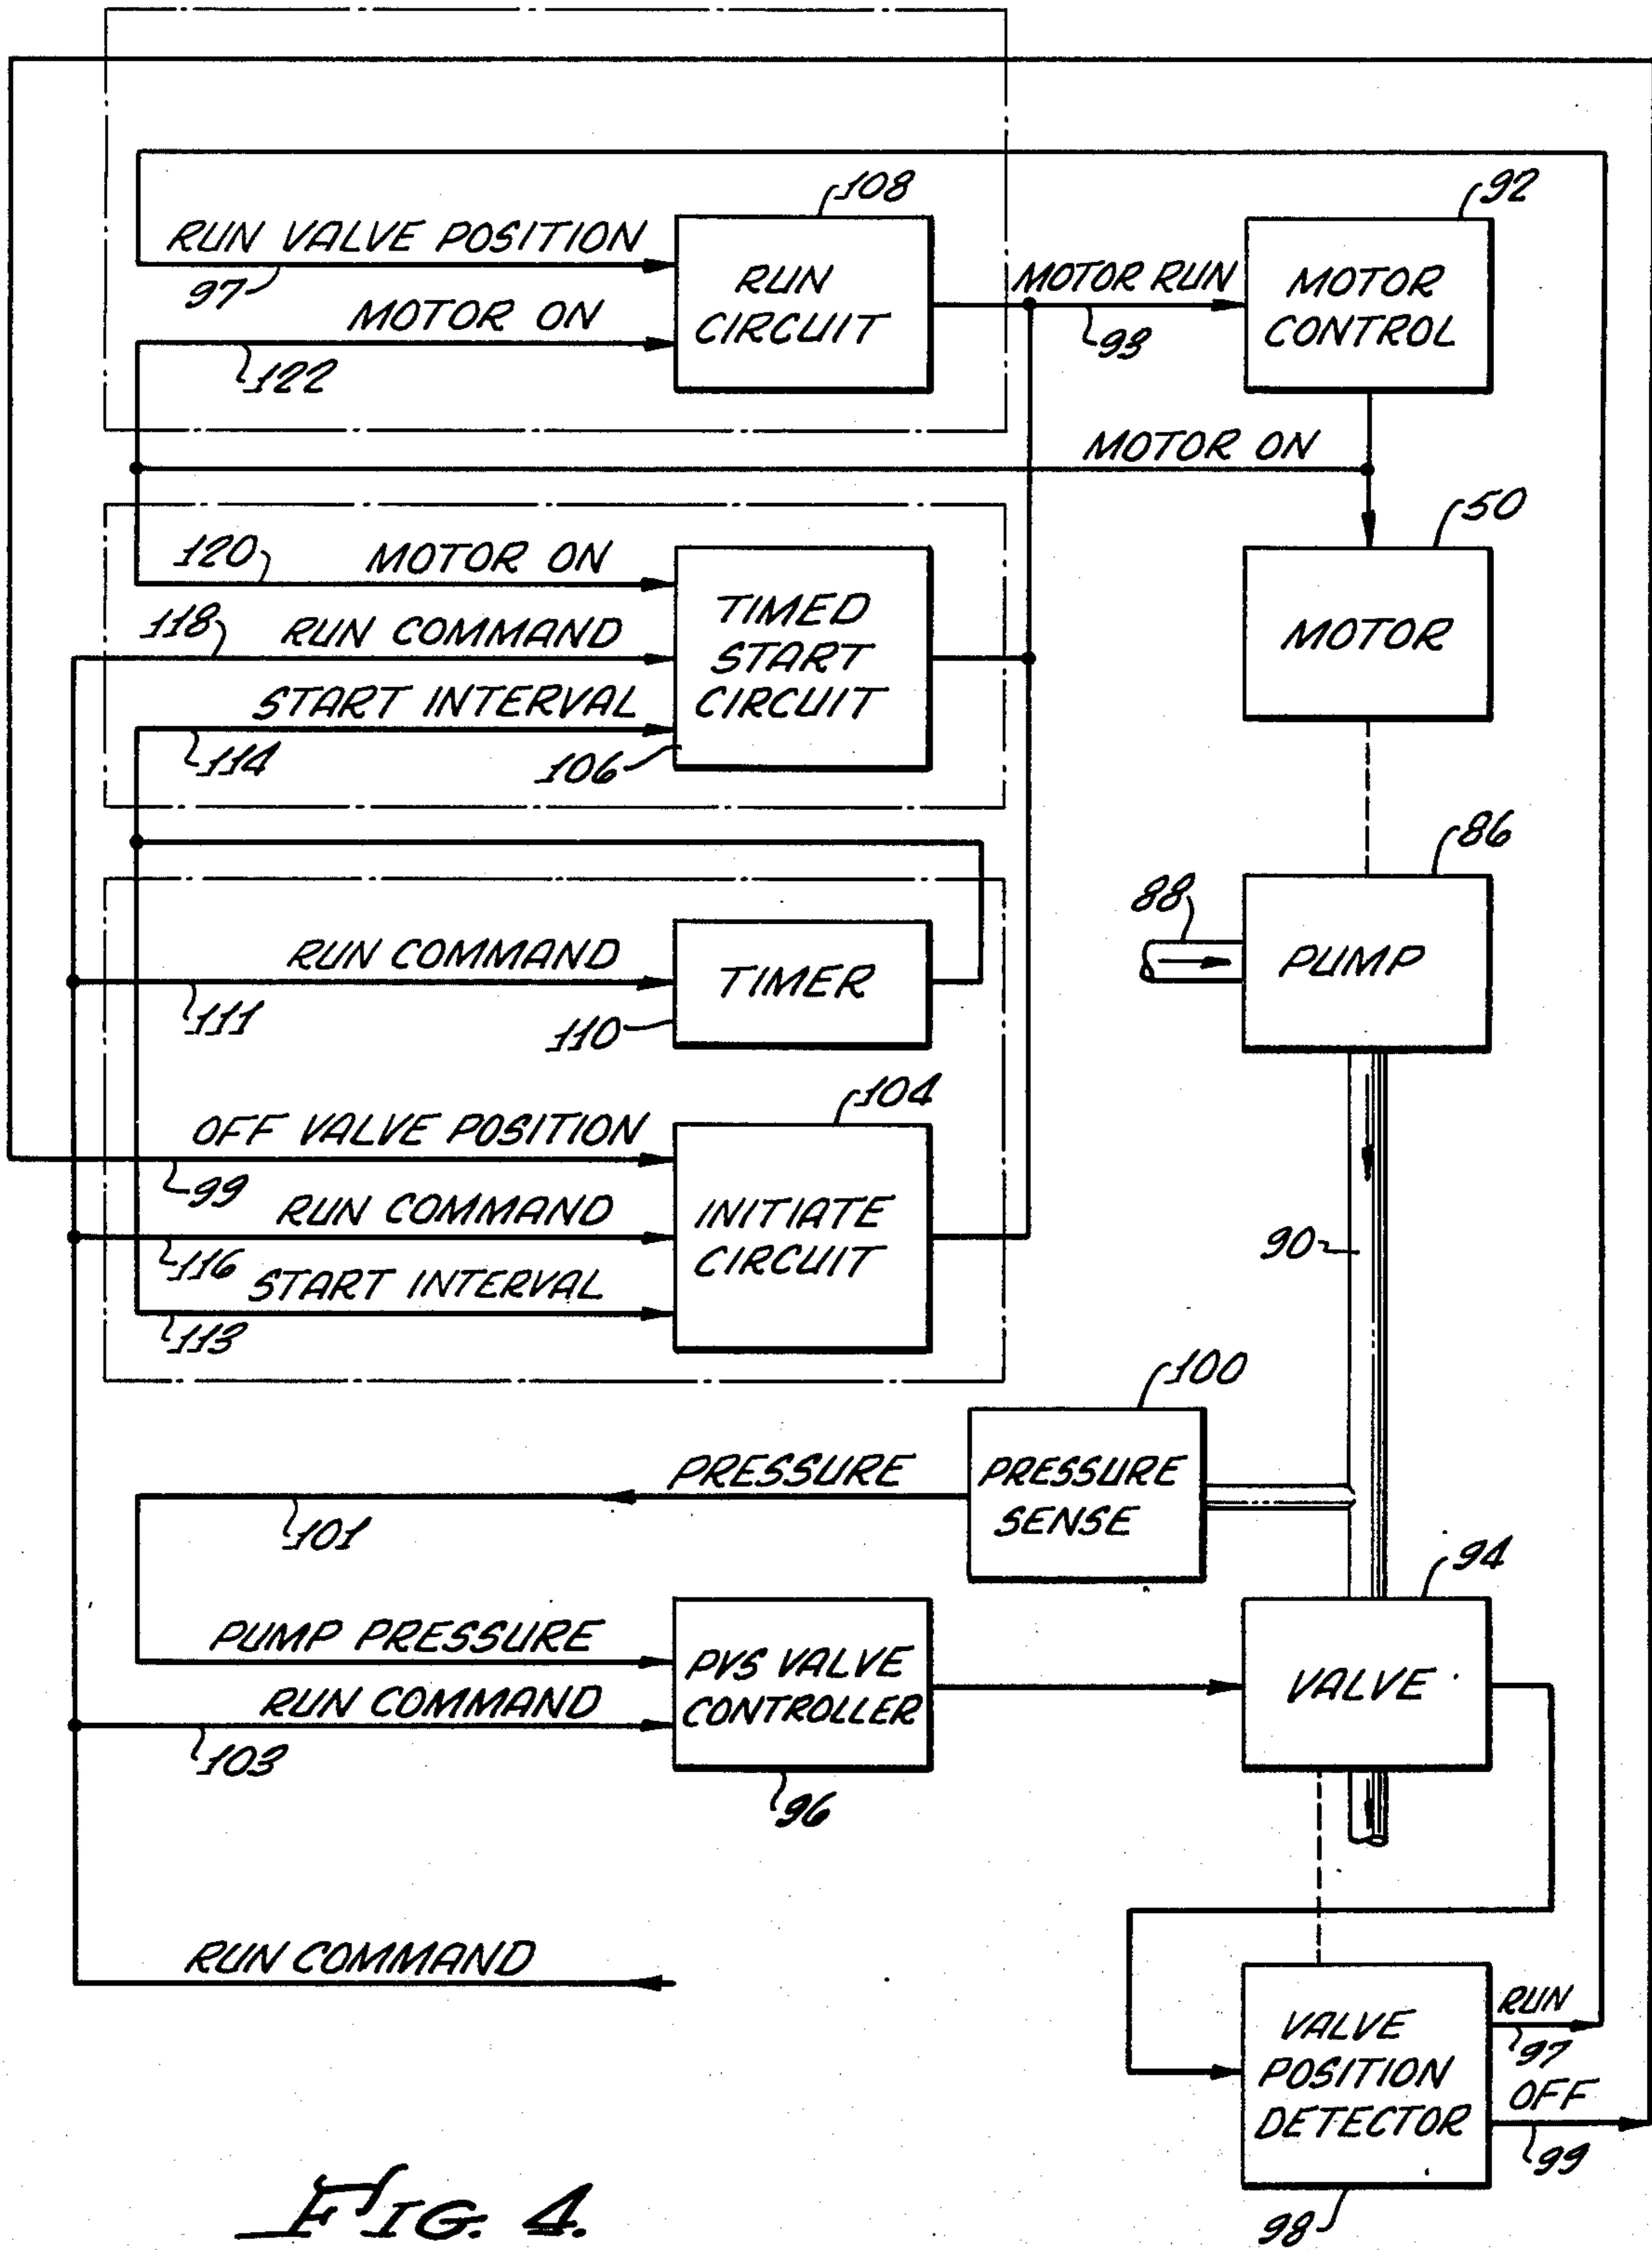 108
92
RUN VALVE POSITION
97
RUN
CIRCUIT
MOTOR RUN
93
MOTOR
CONTROL
MOTOR ON
122
MOTOR ON
50
120
MOTOR ON
118
RUN COMMAND
START INTERVAL
114
TIMED
START
CIRCUIT
106
MOTOR
86
88
PUMP
RUN COMMAND
111
TIMER
110
104
OFF VALVE POSITION
99
RUN COMMAND
116
START INTERVAL
113
INITIATE
CIRCUIT
90
100
PRESSURE
101
PRESSURE
SENSE
94
PUMP PRESSURE
RUN COMMAND
103
PVS VALVE
CONTROLLER
96
VALVE
RUN COMMAND
VALVE
POSITION
DETECTOR
RUN
97
OFF
99
98
FIG. 4.